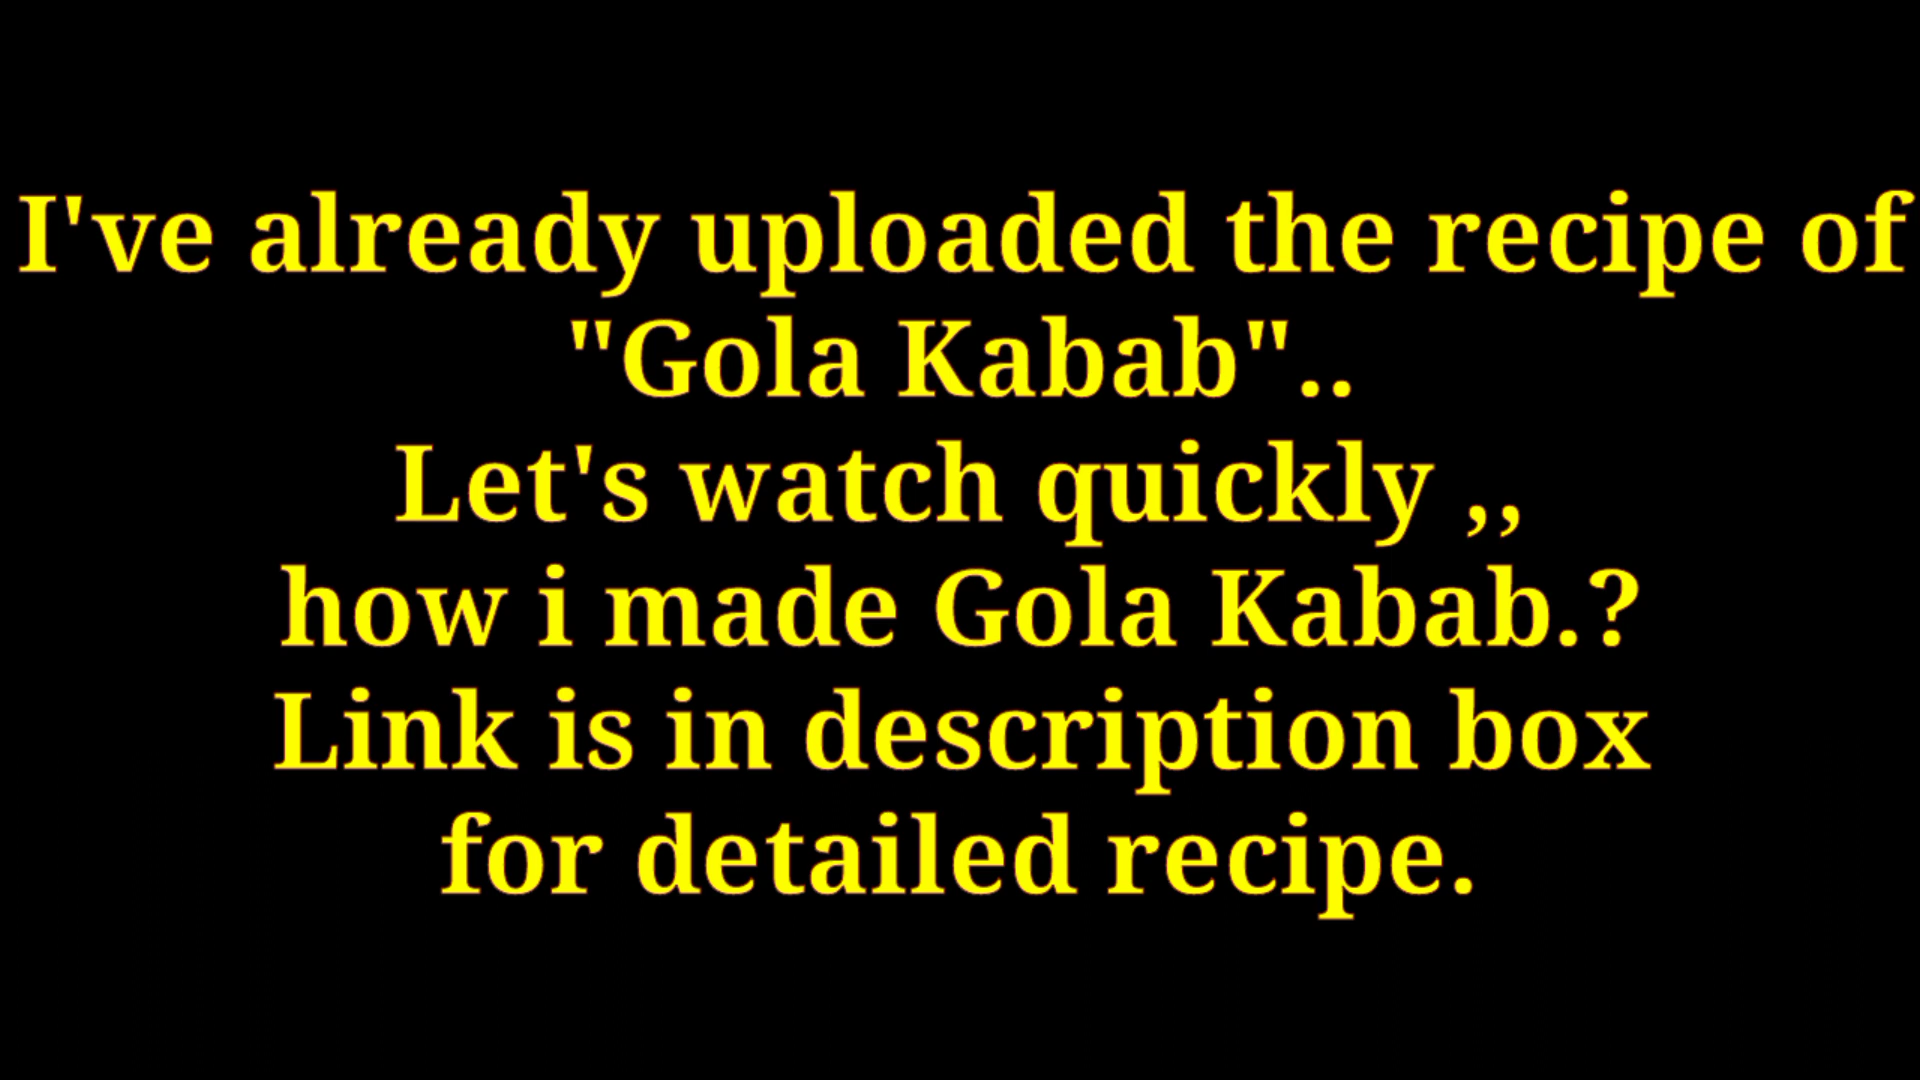 I've already uploaded the recipe of
"Gola Kabab"..
Let's watch quickly ,,
how i made Gola Kabab.?
Link is in description box
for detailed recipe.